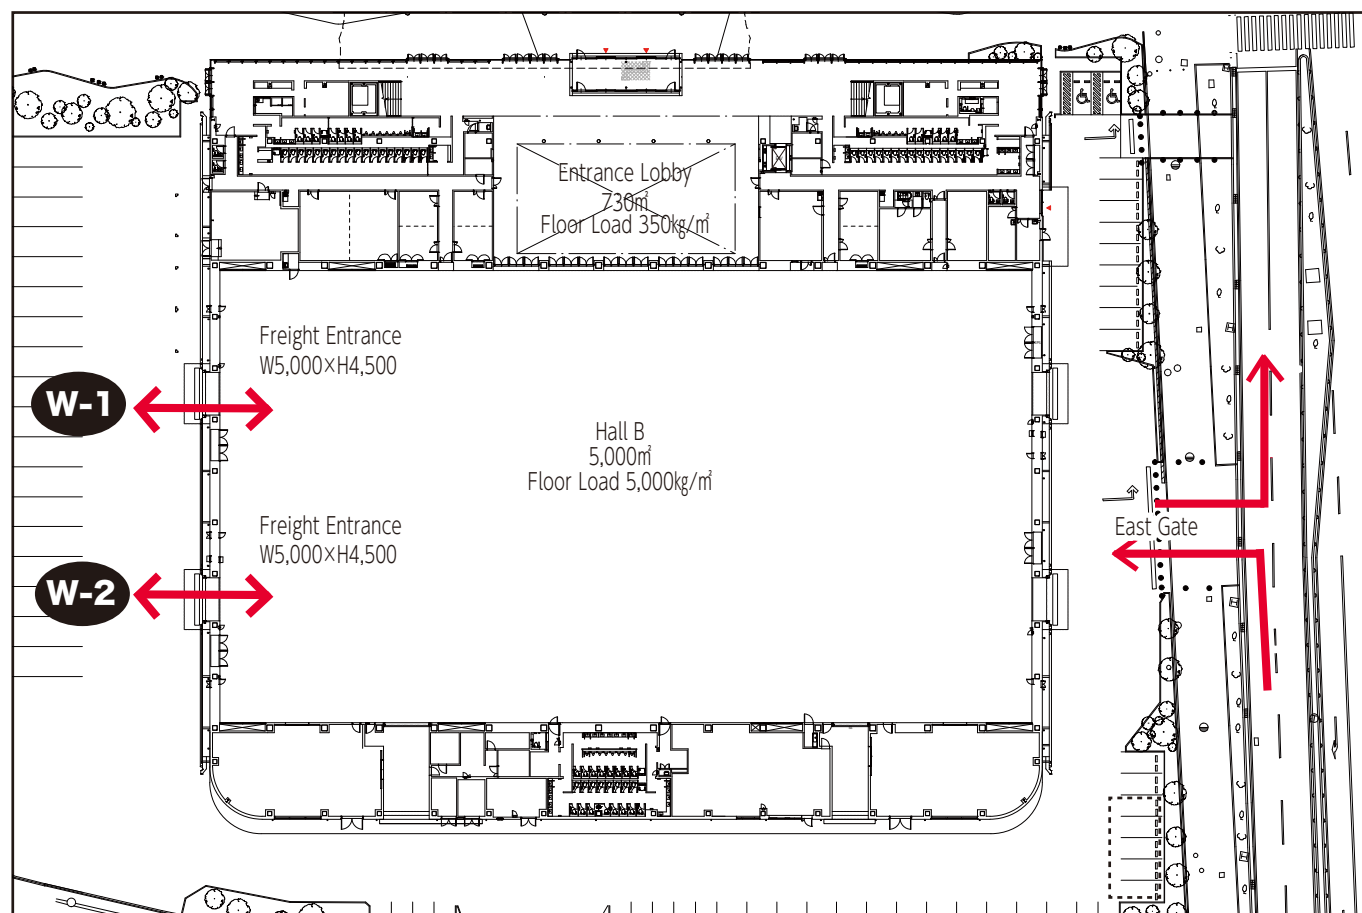 Entrance Lobby
730㎡
Floor Load 350kg/㎡
Freight Entrance
W5,000×H4,500
W-1
Hall B
5,000㎡
Floor Load 5,000kg/㎡
Freight Entrance
W5,000×H4,500
East Gate
W-2